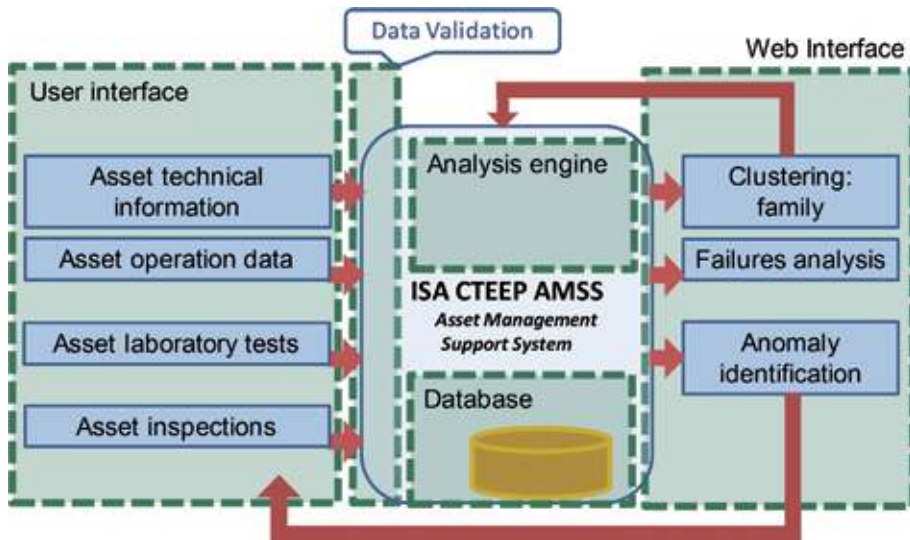 Data Validation
Web Interface
User interface
Asset technical
information
Asset operation data
Asset laboratory tests
Asset inspections
Analysis engine
ISA CTEEP AMSS
Asset Management
Support System
Database
Clustering:
family
Failures analysis
Anomaly
identification